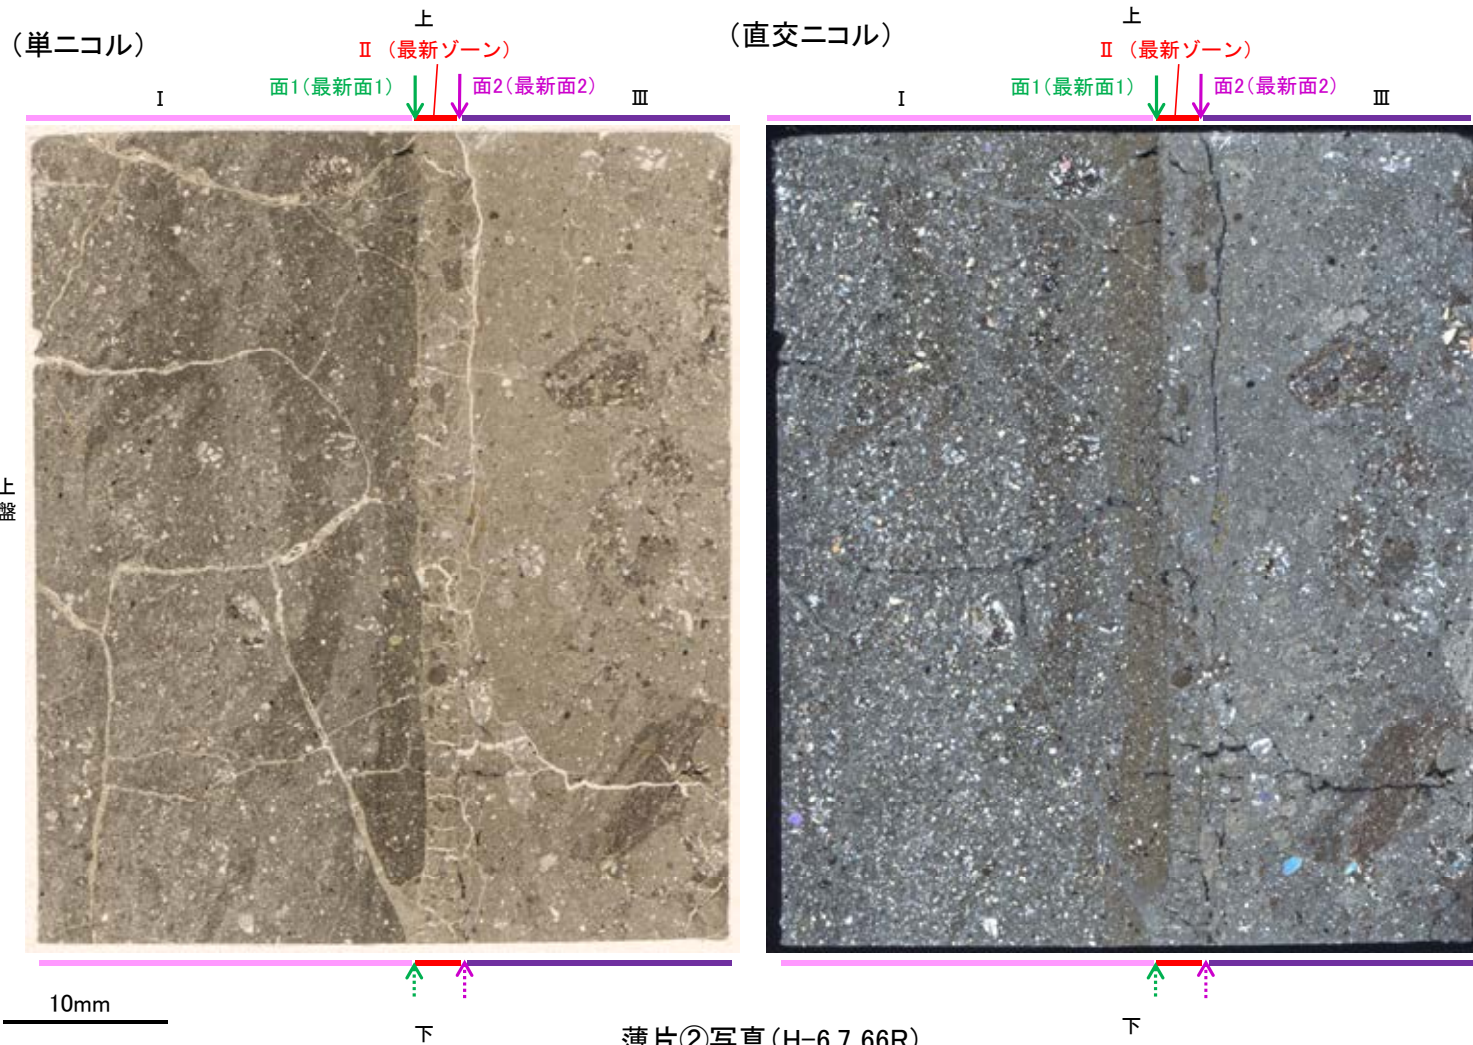 (単ニコル)
上
Ⅱ (最新ゾーン)
面1(最新面1)
面2(最新面2)
Ⅰ
Ⅲ
(直交ニコル)
上
Ⅱ (最新ゾーン)
面1(最新面1)
面2(最新面2)
Ⅰ
Ⅲ
上
盤
10mm
下
下
薄片②写真(H-6.7.66R)